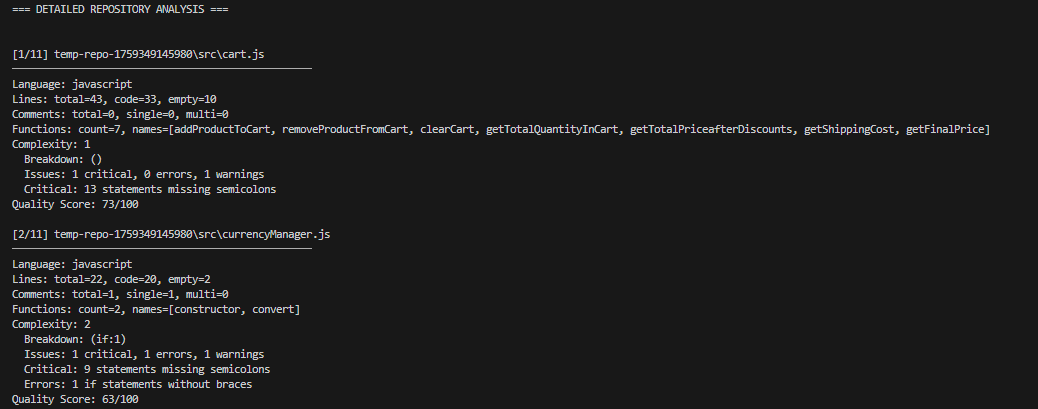 === DETAILED REPOSITORY ANALYSIS ===
[1/11] temp-repo-1759349145980\src\cart.js
Language: javascript
Lines: total=43, code=33, empty=10
Comments: total=0, single=0, multi=0
Functions: count=7, names=[addProductToCart, removeProductFromCart, clearCart, getTotalQuantityInCart, getTotalPriceafterDiscounts, getShippingCost, getFinalPrice]
Complexity: 1
  Breakdown: ()
  Issues: 1 critical, 0 errors, 1 warnings
  Critical: 13 statements missing semicolons
Quality Score: 73/100
[2/11] temp-repo-1759349145980\src\currencyManager.js
Language: javascript
Lines: total=22, code=20, empty=2
Comments: total=1, single=1, multi=0
Functions: count=2, names=[constructor, convert]
Complexity: 2
  Breakdown: (if:1)
  Issues: 1 critical, 1 errors, 1 warnings
  Critical: 9 statements missing semicolons
  Errors: 1 if statements without braces
Quality Score: 63/100